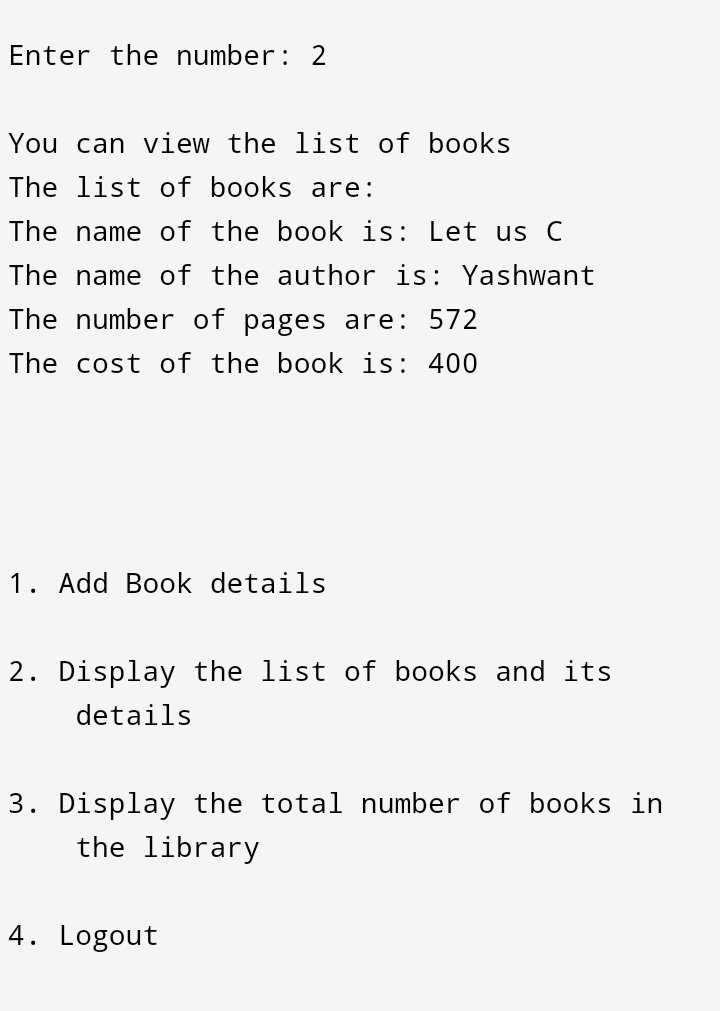 Enter the number: 2
You can view the list of books
The list of books are:
The name of the book is: Let us C
The name of the author is: Yashwant
The number of pages are: 572
The cost of the book is: 400
1. Add Book details
2. Display the list of books and its
details
3. Display the total number of books in
the library
4. Logout